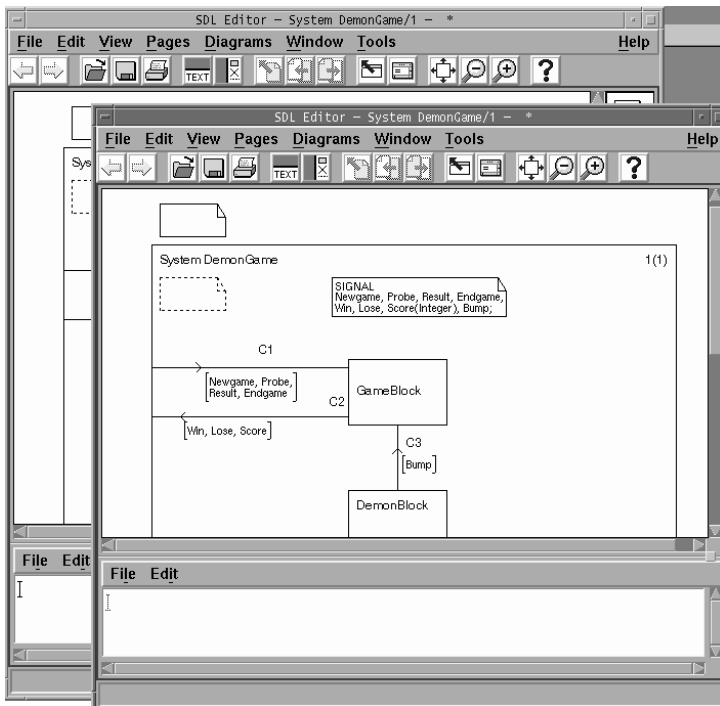 SDL Editor – System DemonGame/1 – *
File Edit View Pages Diagrams Window Tools Help
TEXT ?
Sys
File Edit
SDL Editor – System DemonGame/1 – *
File Edit View Pages Diagrams Window Tools Help
TEXT ?
System DemonGame 1(1)
SIGNAL
Newgame, Probe, Result, Endgame,
Win, Lose, Score(Integer), Bump;
C1
[Newgame, Probe,
Result, Endgame]
GameBlock
C2
[Win, Lose, Score]
C3
[Bump]
DemonBlock
File Edit